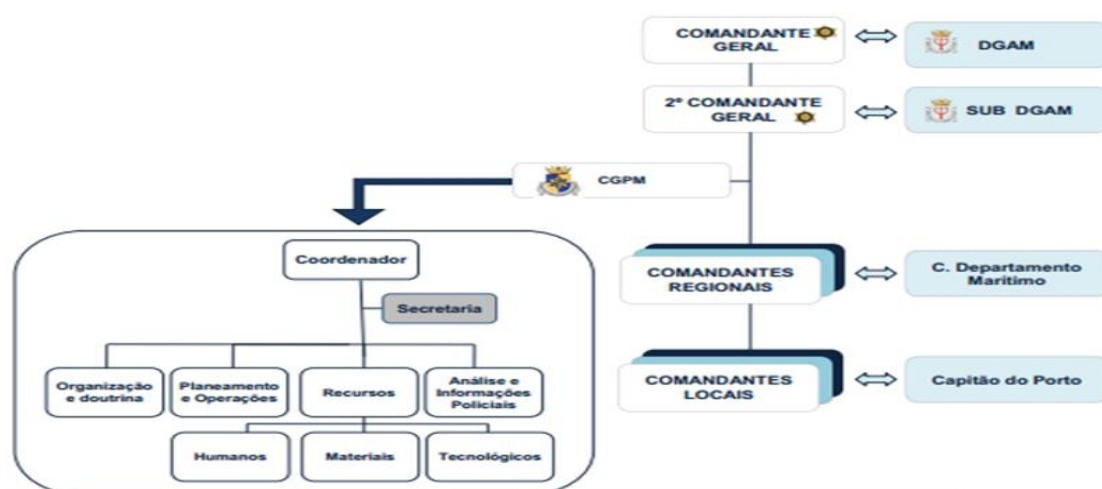 COMANDANTE
GERAL
DGAM
2º COMANDANTE
GERAL
SUB DGAM
CGPM
Coordenador
Secretaria
Organização
e doutrina
Planeamento
e Operações
Recursos
Análise e
Informações
Policiais
Humanos
Materiais
Tecnológicos
COMANDANTES
REGIONAIS
C. Departamento
Maritimo
COMANDANTES
LOCAIS
Capitão do Porto